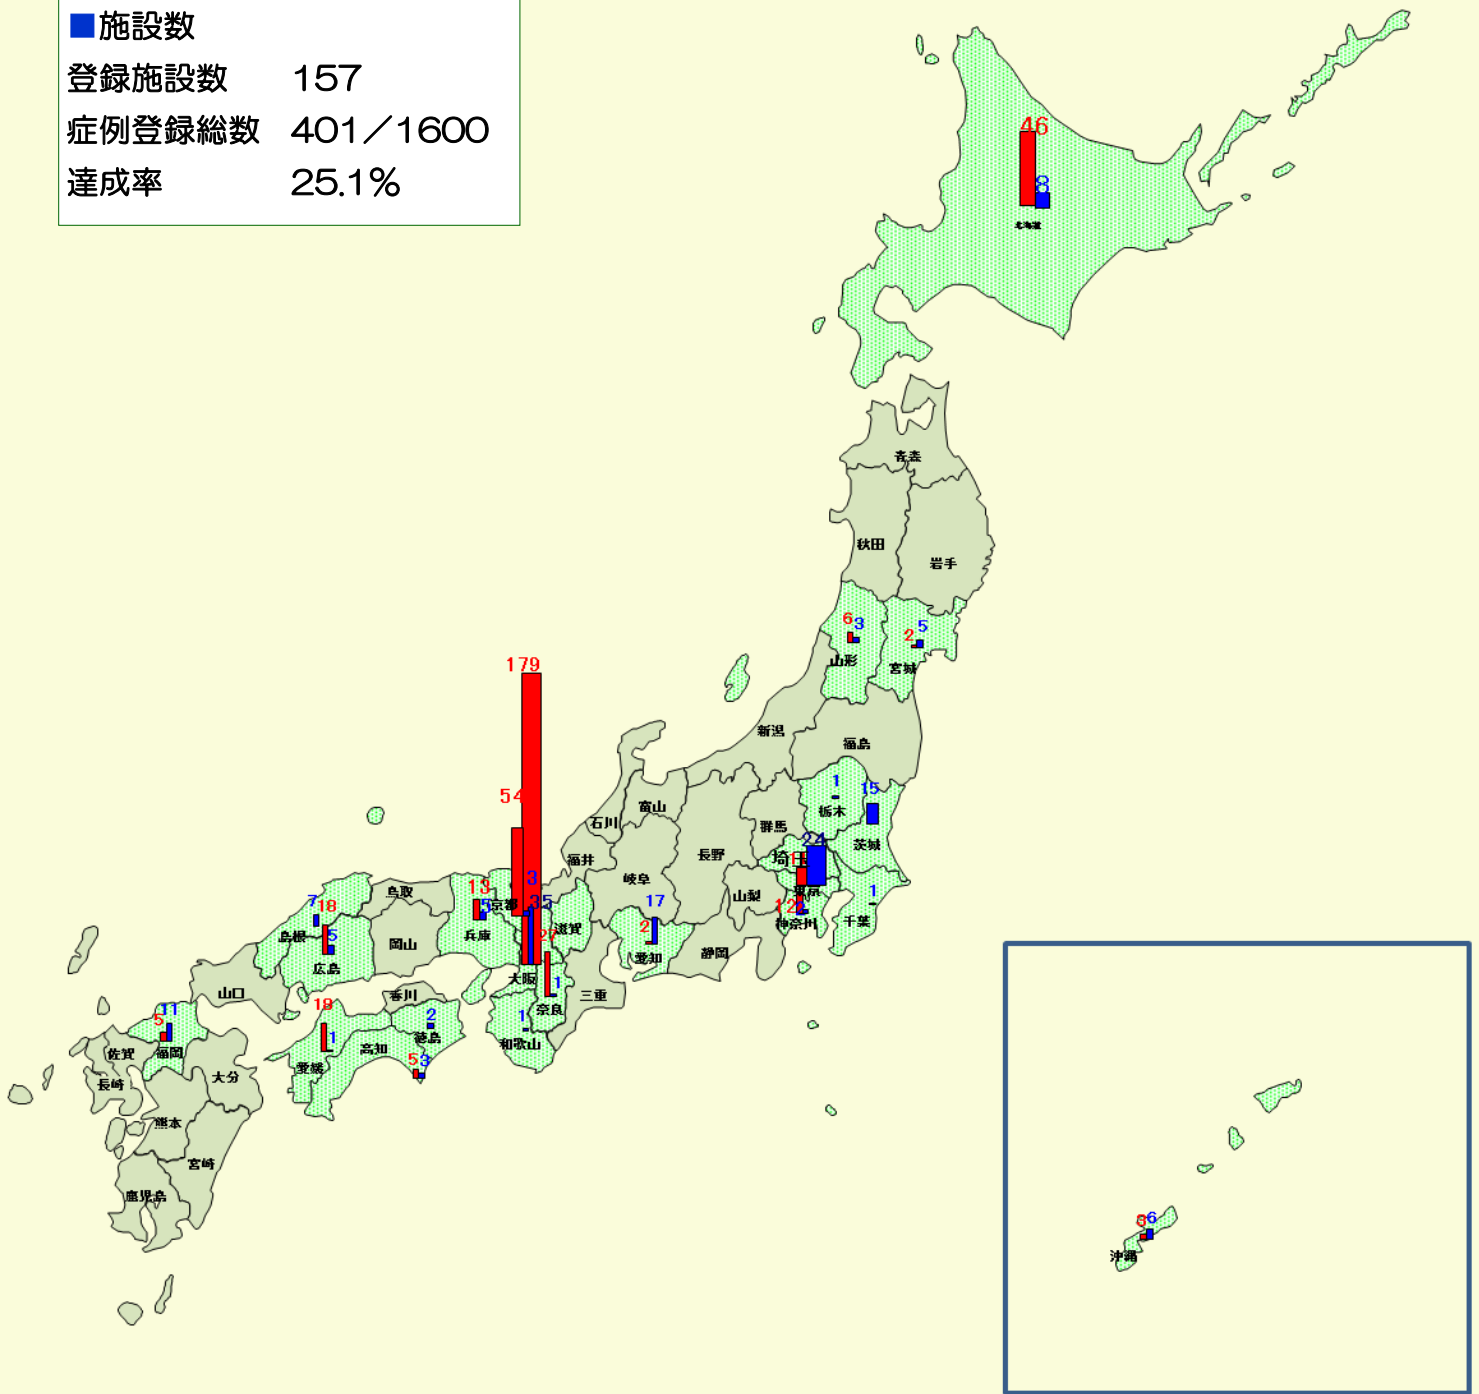 ■施設数
登録施設数 157
症例登録総数 401／1600
達成率 25.1%
46
8
北海道
青森
秋田
岩手
6
3
山形
2
5
宮城
179
新潟
福島
54
1
栃木
15
茨城
富山
石川
群馬
24
埼玉
福井
長野
岐阜
山梨
東京
1
千葉
12
神奈川
3
35
京都
13
5
兵庫
鳥取
7
18
島根
5
広島
岡山
滋賀
27
17
2
愛知
静岡
大阪
1
奈良
三重
山口
香川
18
1
愛媛
2
徳島
高知
5
3
1
和歌山
11
5
福岡
佐賀
長崎
大分
熊本
宮崎
鹿児島
3
6
沖縄